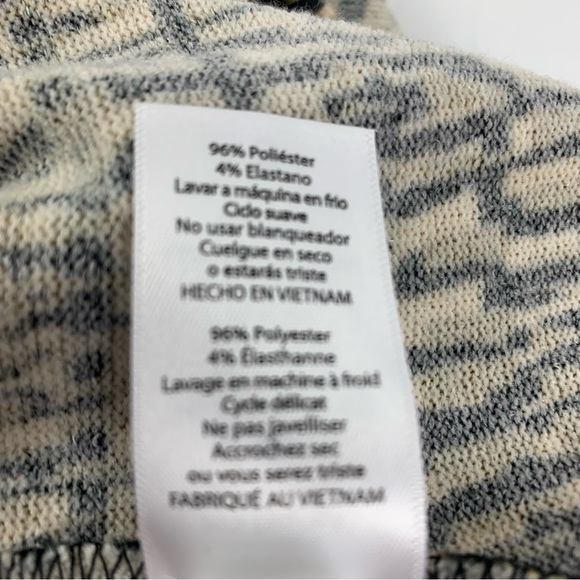 96% Poliéster
4% Elastano
Lavar a máquina en frío
Ciclo suave
No usar blanqueador
Cuelgue en seco
o estarás triste
HECHO EN VIETNAM
96% Polyester
4% Élasthanne
Lavage en machine à froid
Cycle délicat
Ne pas javelliser
Accrochez sec
ou vous serez triste
FABRIQUÉ AU VIETNAM